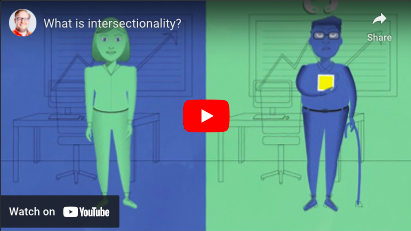 What is intersectionality?
Share
Watch on YouTube